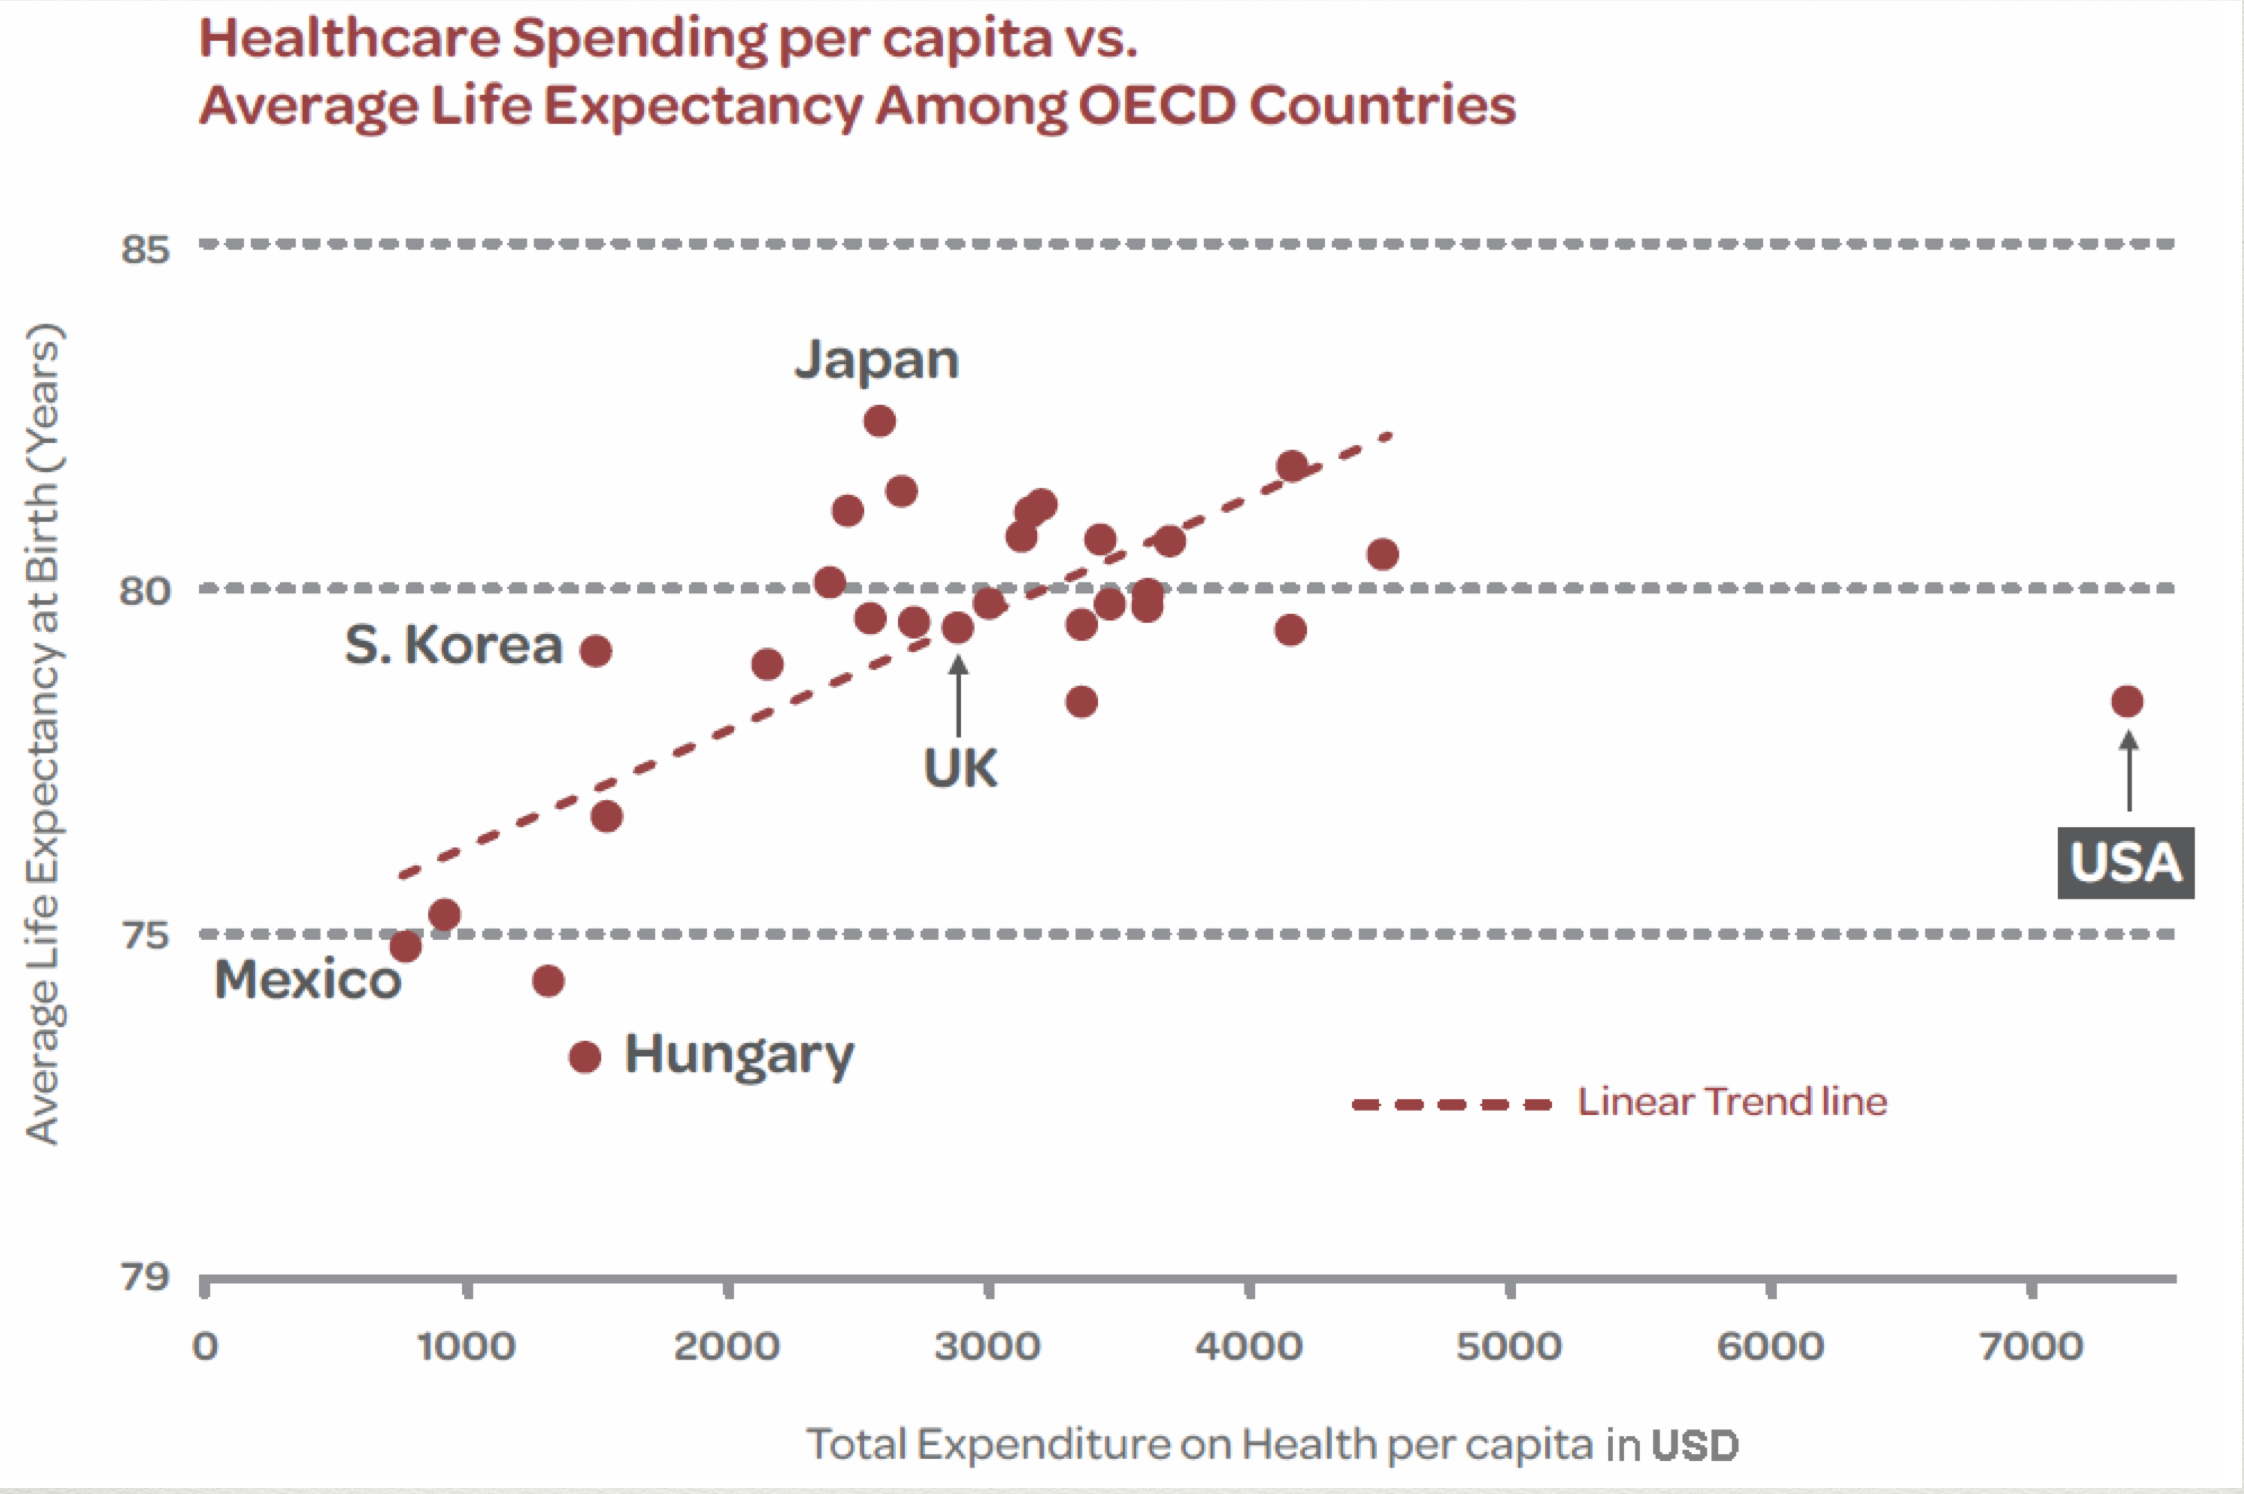 Healthcare Spending per capita vs.
Average Life Expectancy Among OECD Countries
Average Life Expectancy at Birth (Years)
85
80
75
79
Japan
S. Korea
UK
USA
Mexico
Hungary
Linear Trend line
0 1000 2000 3000 4000 5000 6000 7000
Total Expenditure on Health per capita in USD